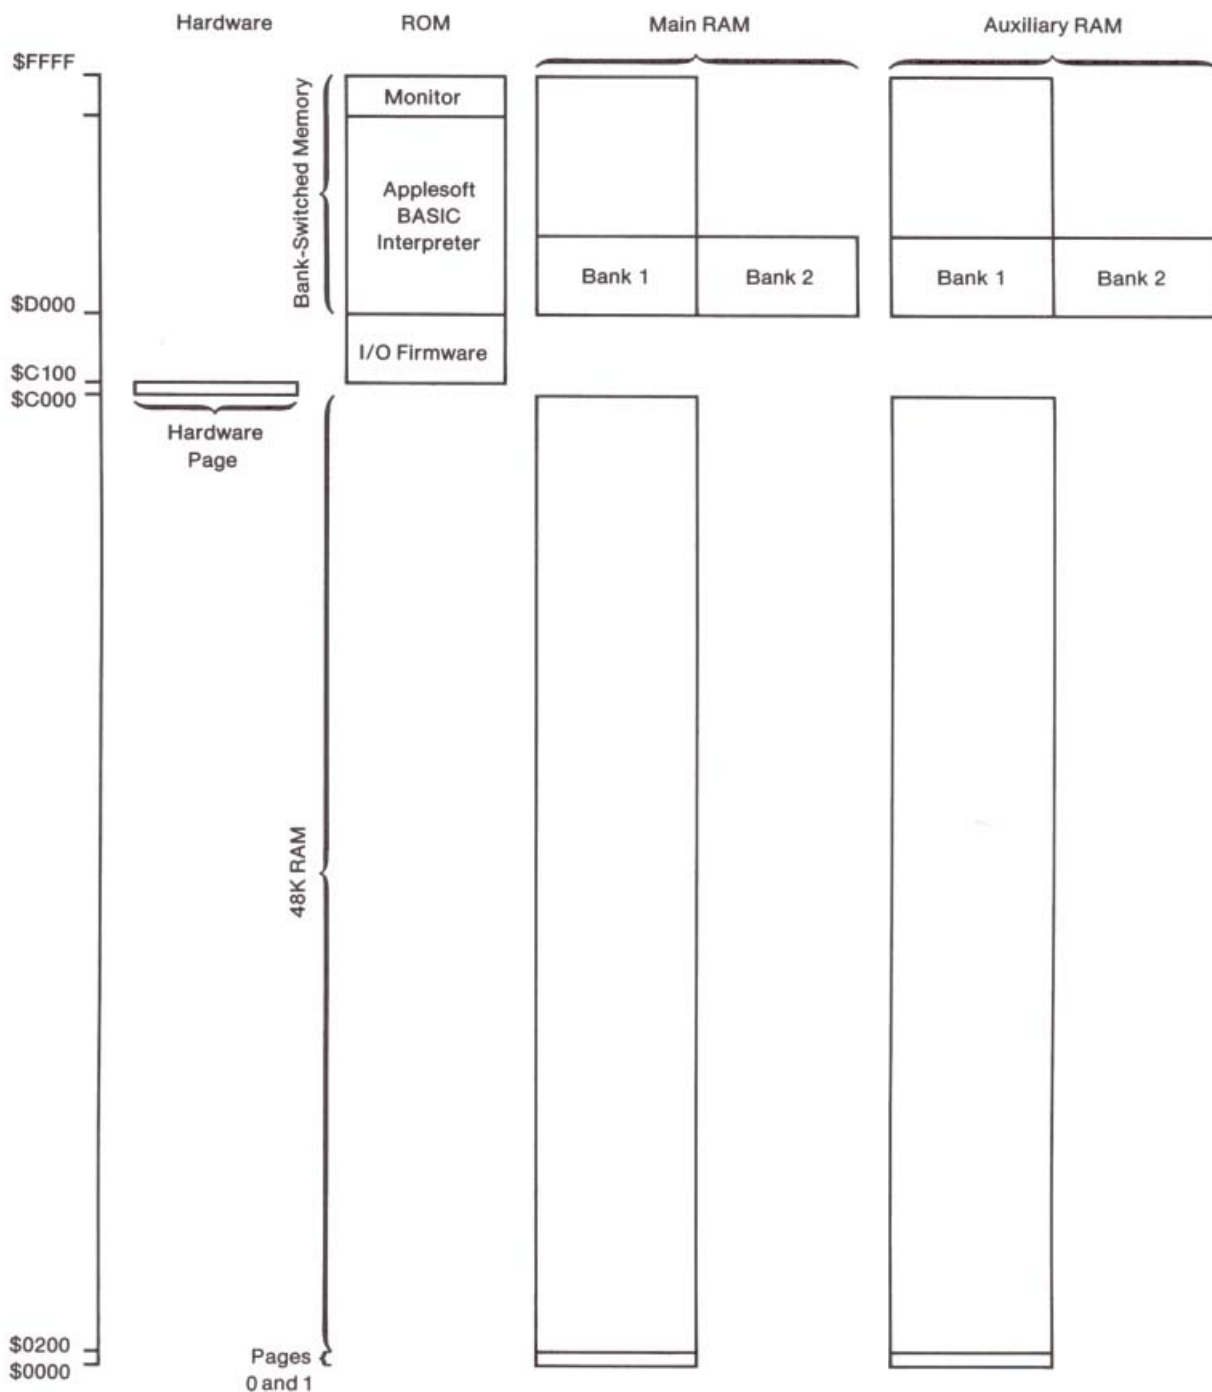 Hardware
ROM
Main RAM
Auxiliary RAM
$FFFF
Bank-Switched Memory
Monitor
Applesoft
BASIC
Interpreter
Bank 1
Bank 2
Bank 1
Bank 2
$D000
I/O Firmware
$C100
$C000
Hardware
Page
48K RAM
$0200
$0000
Pages
0 and 1